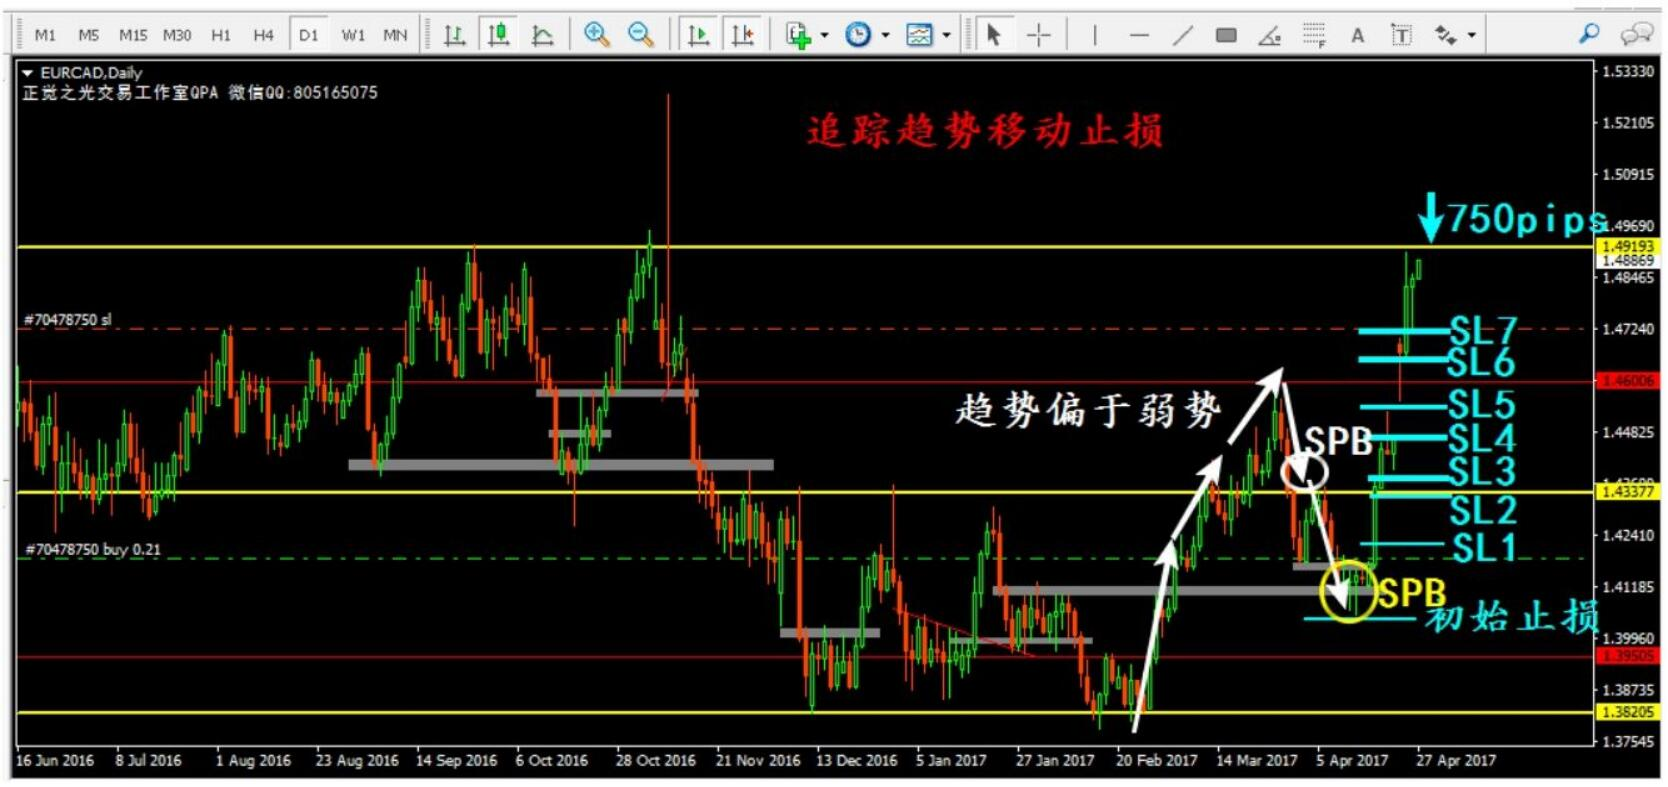 M1 M5 M15 M30 H1 H4 D1 W1 MN
EURCAD,Daily
正觉之光交易工作室QPA 微信QQ:805165075
追踪趋势移动止损
750pips
#70478750 sl
SL7
SL6
趋势偏于弱势
SL5
SPB
SL4
SL3
SL2
#70478750 buy 0.21
SL1
SPB
初始止损
1.53330
1.52105
1.50915
1.49690
1.49193
1.48869
1.48465
1.47240
1.46006
1.44825
1.43377
1.42410
1.41185
1.39960
1.39505
1.38735
1.38205
1.37545
16 Jun 2016 8 Jul 2016 1 Aug 2016 23 Aug 2016 14 Sep 2016 6 Oct 2016 28 Oct 2016 21 Nov 2016 13 Dec 2016 5 Jan 2017 27 Jan 2017 20 Feb 2017 14 Mar 2017 5 Apr 2017 27 Apr 2017